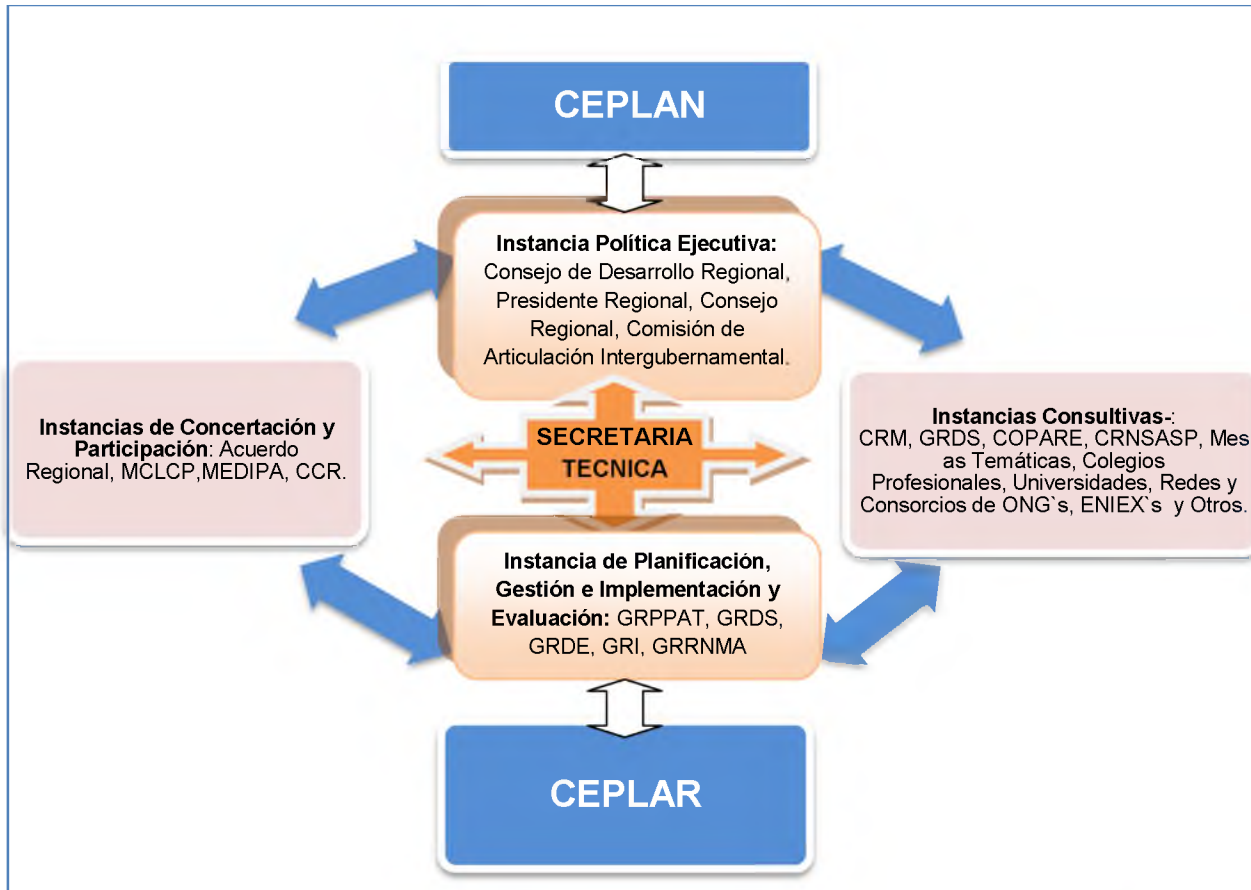 CEPLAN
Instancia Política Ejecutiva:
Consejo de Desarrollo Regional,
Presidente Regional, Consejo
Regional, Comisión de
Articulación Intergubernamental.
Instancias de Concertación y
Participación: Acuerdo
Regional, MCLCP,MEDIPA, CCR.
SECRETARIA
TECNICA
Instancias Consultivas-:
CRM, GRDS, COPARE, CRNSASP, Mes
as Temáticas, Colegios
Profesionales, Universidades, Redes y
Consorcios de ONG`s, ENIEX`s y Otros.
Instancia de Planificación,
Gestión e Implementación y
Evaluación: GRPPAT, GRDS,
GRDE, GRI, GRRNMA
CEPLAR